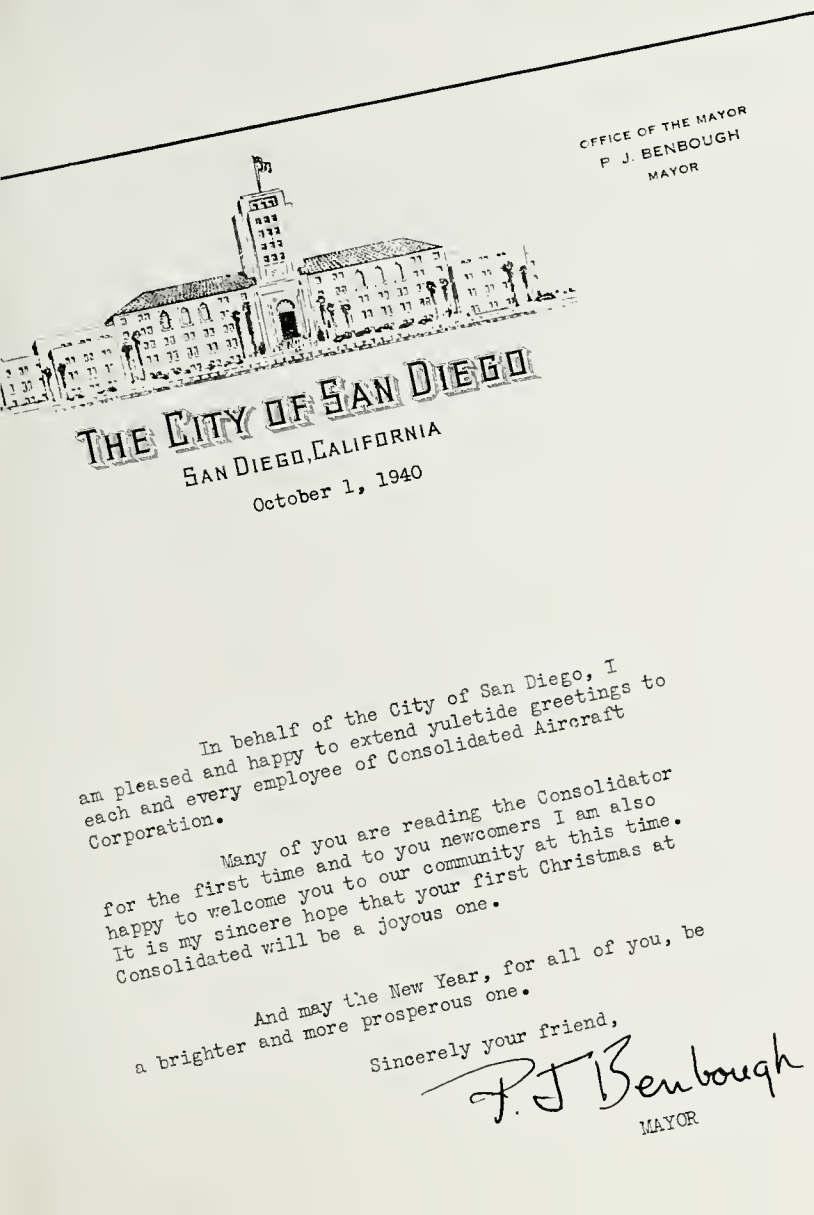 OFFICE OF THE MAYOR
P. J. BENBOUGH
MAYOR
THE CITY OF SAN DIEGO
SAN DIEGO, CALIFORNIA
October 1, 1940
In behalf of the City of San Diego, I
am pleased and happy to extend yuletide greetings to
each and every employee of Consolidated Aircraft
Corporation.
Many of you are reading the Consolidator
for the first time and to you newcomers I am also
happy to welcome you to our community at this time.
It is my sincere hope that your first Christmas at
Consolidated will be a joyous one.
And may the New Year, for all of you, be
a brighter and more prosperous one.
Sincerely your friend,
P. J Benbough
MAYOR